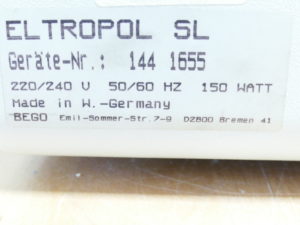 ELTROPOL SL
Geräte-Nr.: 144 1655
220/240 V 50/60 HZ 150 WATT
Made in W.-Germany
BEGO Emil-Sommer-Str.7-9 D2800 Bremen 41